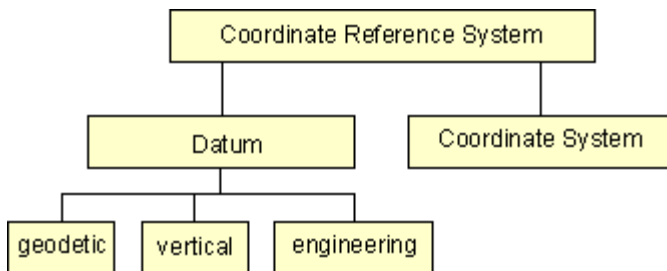 Coordinate Reference System
Datum
Coordinate System
geodetic
vertical
engineering